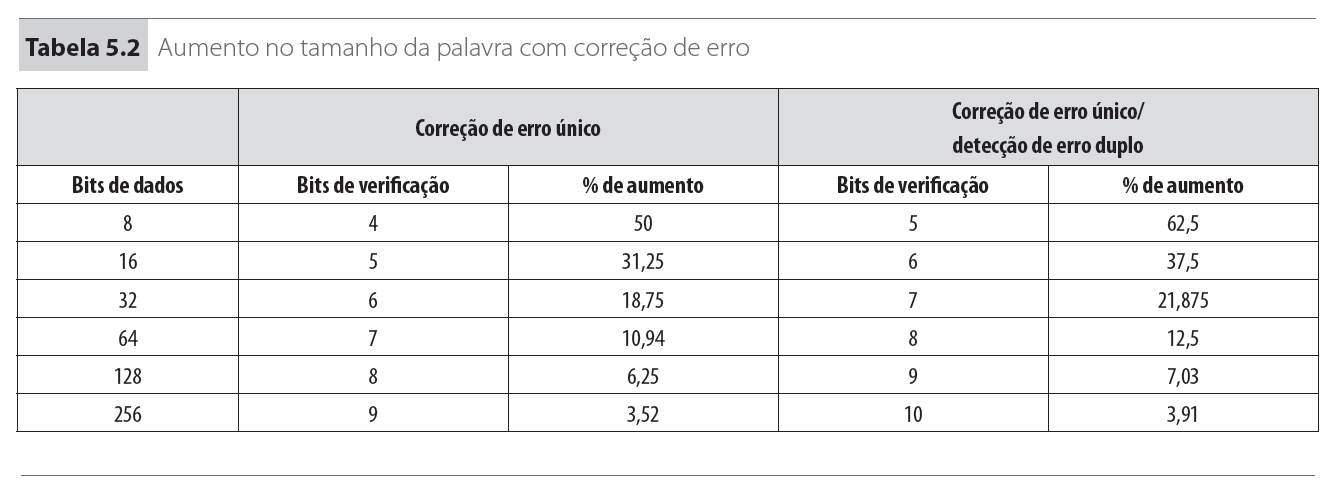 Tabela 5.2 Aumento no tamanho da palavra com correção de erro
Correção de erro único
Correção de erro único/
detecção de erro duplo
Bits de dados Bits de verificação % de aumento Bits de verificação % de aumento
8 4 50 5 62,5
16 5 31,25 6 37,5
32 6 18,75 7 21,875
64 7 10,94 8 12,5
128 8 6,25 9 7,03
256 9 3,52 10 3,91